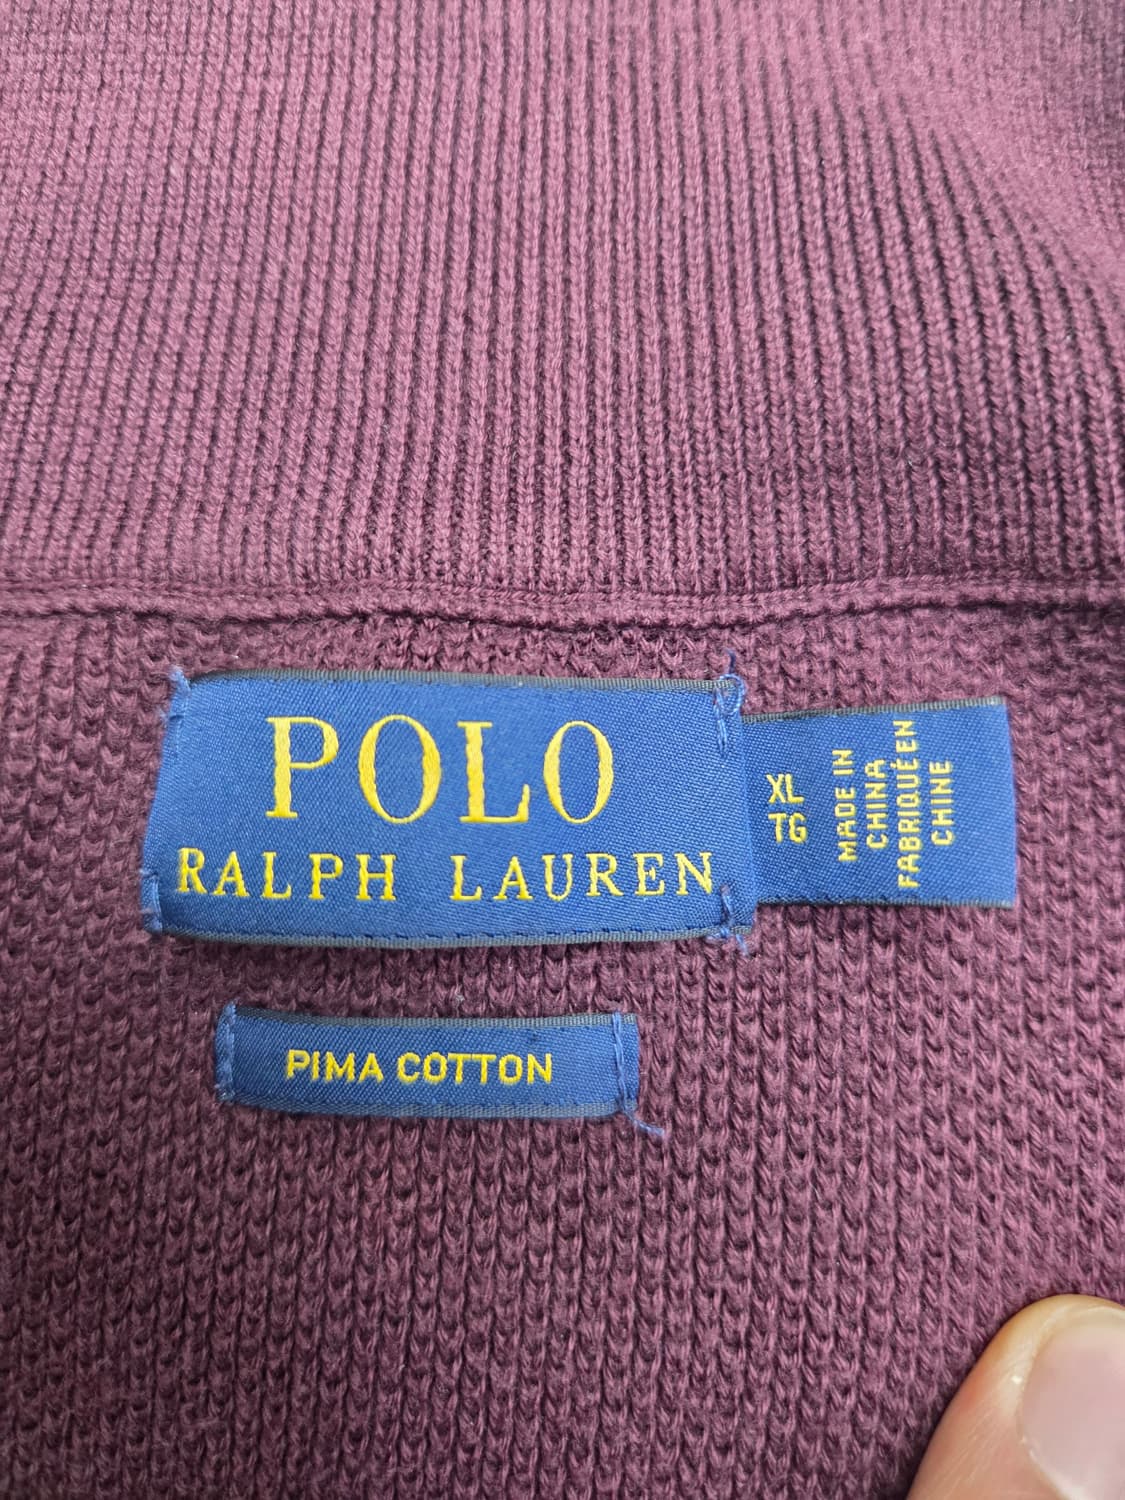 POLO
RALPH LAUREN
XL
TG
MADE IN
CHINA
FABRIQUÉ EN
CHINE
PIMA COTTON